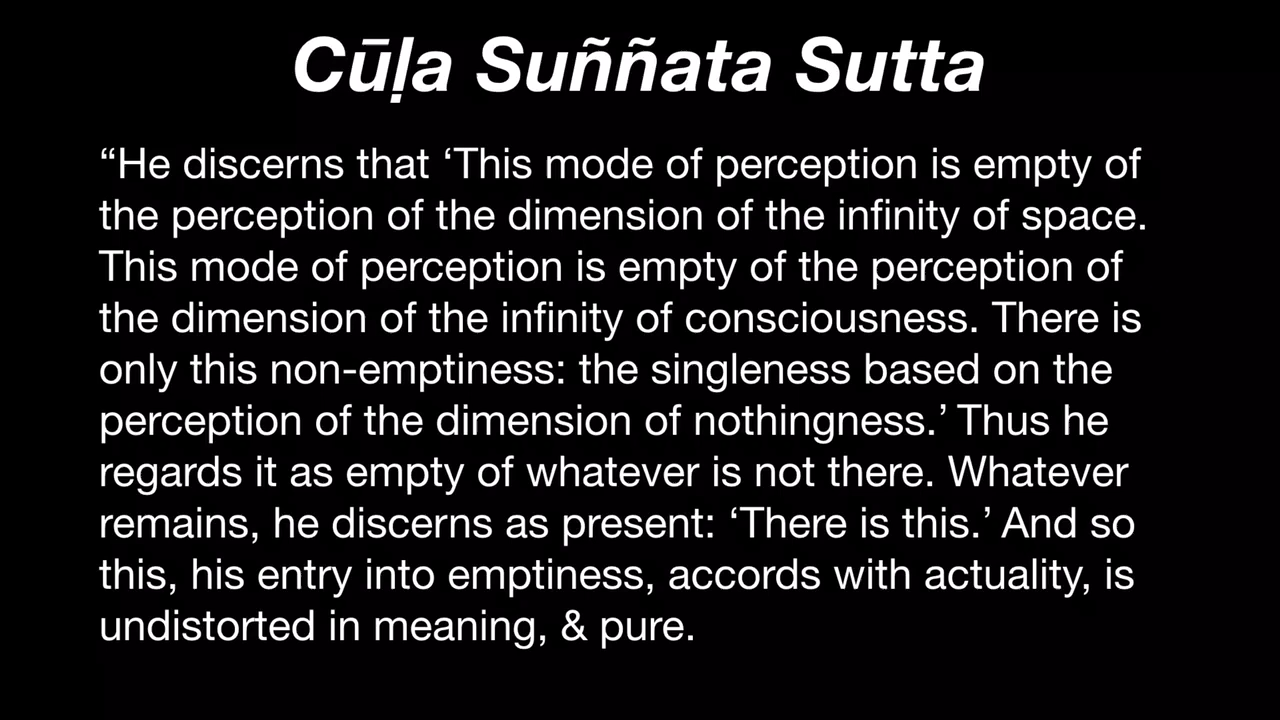 Cūḷa Suññata Sutta
“He discerns that ‘This mode of perception is empty of
the perception of the dimension of the infinity of space.
This mode of perception is empty of the perception of
the dimension of the infinity of consciousness. There is
only this non-emptiness: the singleness based on the
perception of the dimension of nothingness.’ Thus he
regards it as empty of whatever is not there. Whatever
remains, he discerns as present: ‘There is this.’ And so
this, his entry into emptiness, accords with actuality, is
undistorted in meaning, & pure.